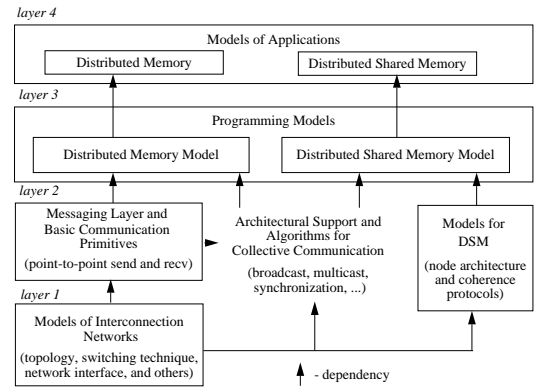 layer 4
Models of Applications
Distributed Memory
Distributed Shared Memory
layer 3
Programming Models
Distributed Memory Model
Distributed Shared Memory Model
layer 2
Messaging Layer and
Basic Communication
Primitives
(point-to-point send and recv)
Architectural Support and
Algorithms for
Collective Communication
(broadcast, multicast,
synchronization, ...)
Models for
DSM
(node architecture
and coherence
protocols)
layer 1
Models of Interconnection
Networks
(topology, switching technique,
network interface, and others)
- dependency